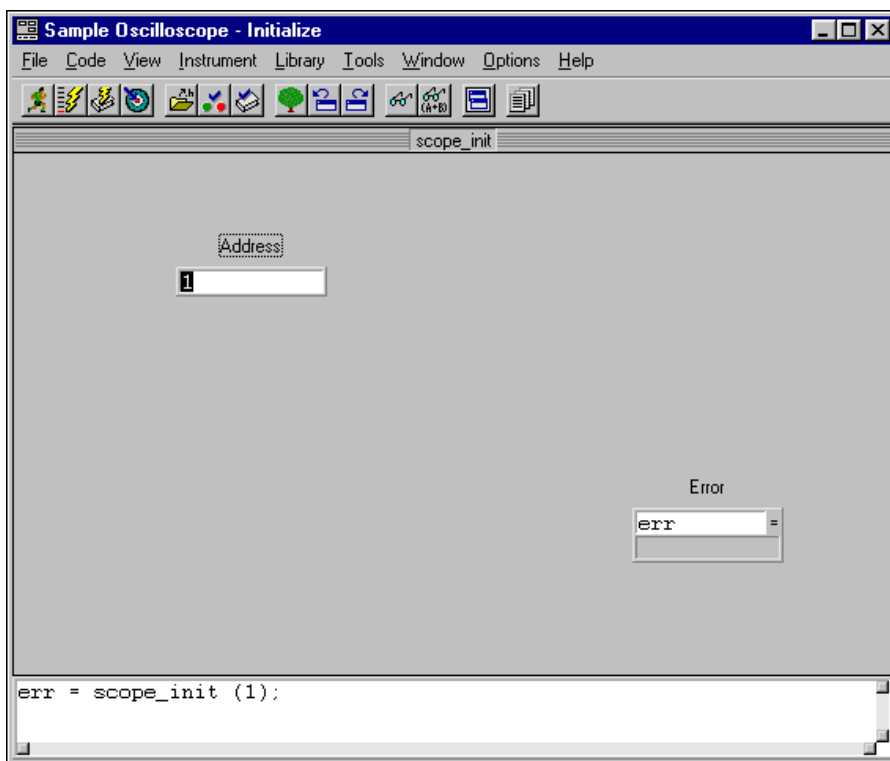 Sample Oscilloscope - Initialize
File Code View Instrument Library Tools Window Options Help
(A+B)
scope_init
Address
1
Error
err =
err = scope_init (1);